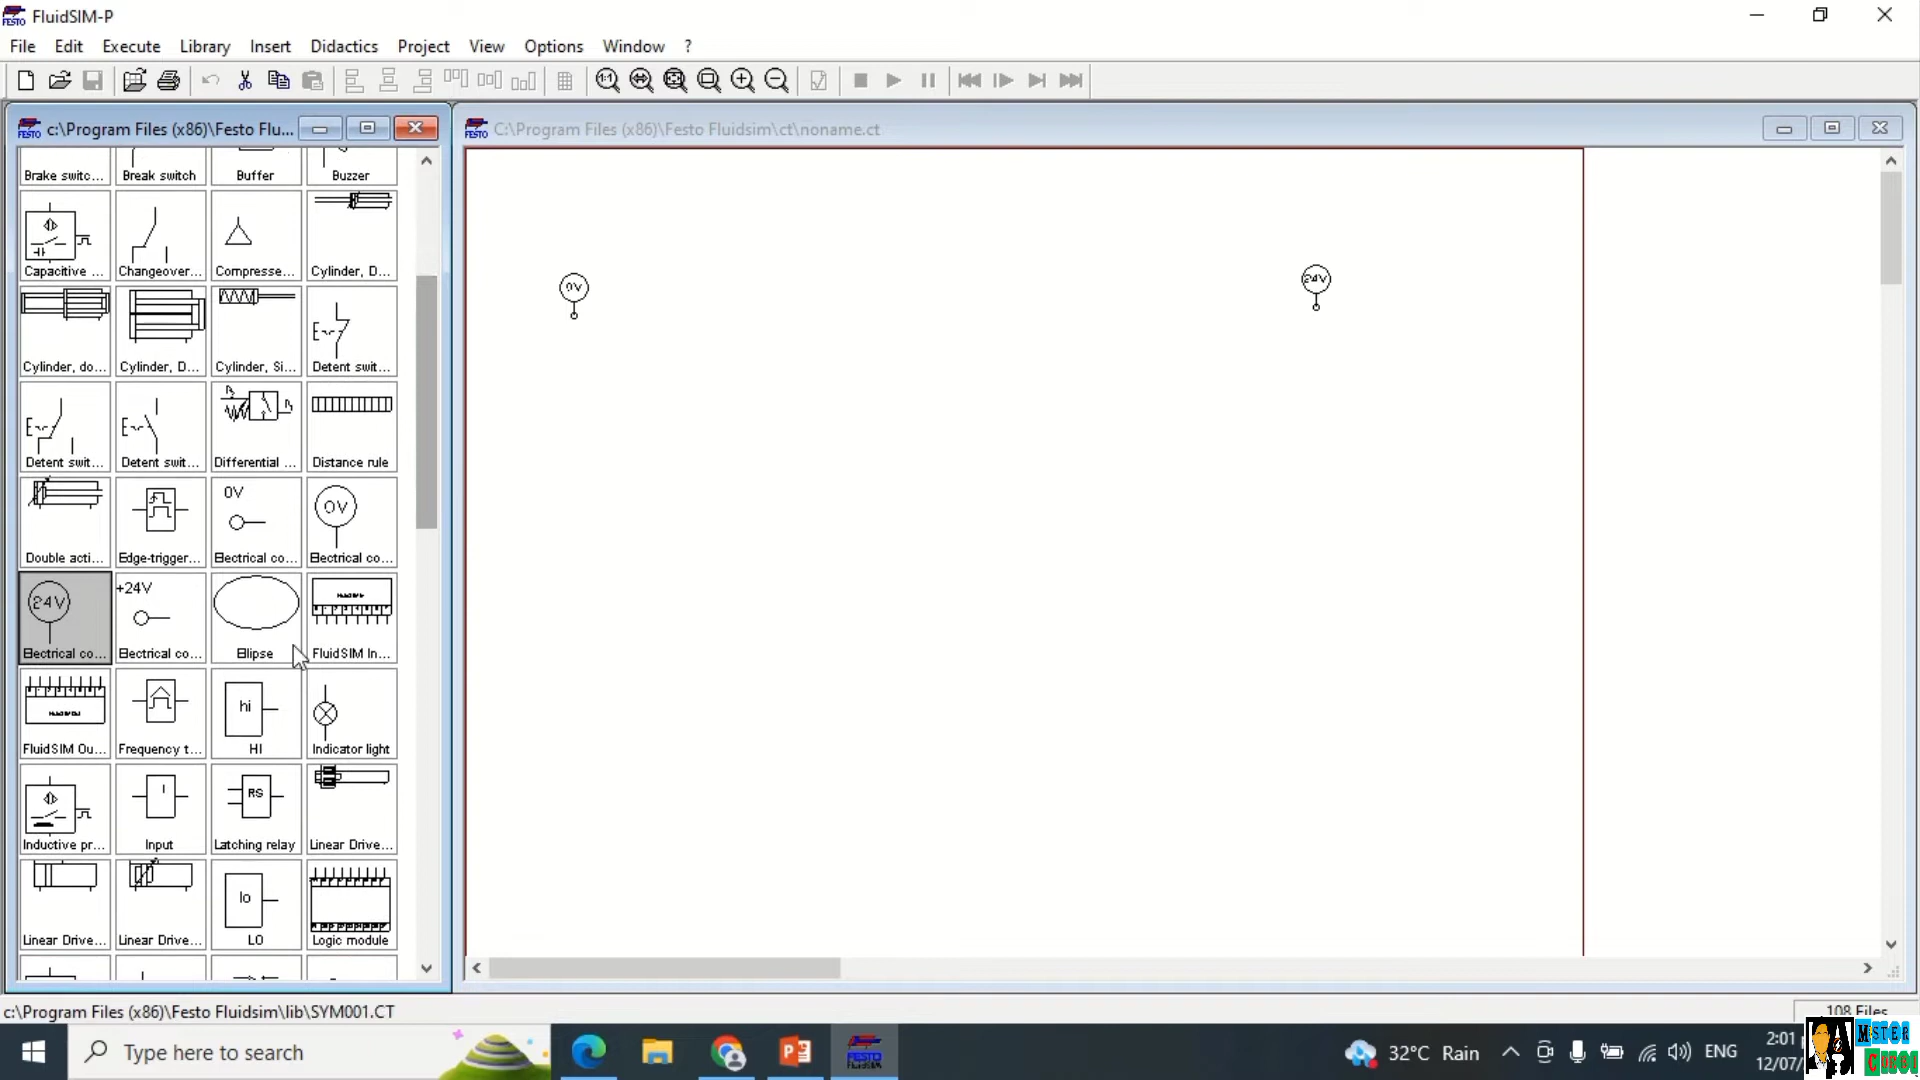 FluidSIM-P
File Edit Execute Library Insert Didactics Project View Options Window ?
c:\Program Files (x86)\Festo Flu...
C:\Program Files (x86)\Festo Fluidsim\ct\noname.ct
Brake switc... Break switch Buffer Buzzer
Capacitive ... Changeover... Compresse... Cylinder, D...
Cylinder, do... Cylinder, D... Cylinder, Si... Detent swit...
Detent swit... Detent swit... Differential ... Distance rule
0V 0V
Double acti... Edge-trigger... Electrical co... Electrical co...
24V +24V
Electrical co... Electrical co... Ellipse FluidSIM In...
hi
FluidSIM Ou... Frequency t... HI Indicator light
I RS
Inductive pr... Input Latching relay Linear Drive...
lo
Linear Drive... Linear Drive... LO Logic module
0V
24V
c:\Program Files (x86)\Festo Fluidsim\lib\SYM001.CT
108 Files
Type here to search
FESTO
32°C Rain
ENG
2:01
12/07/